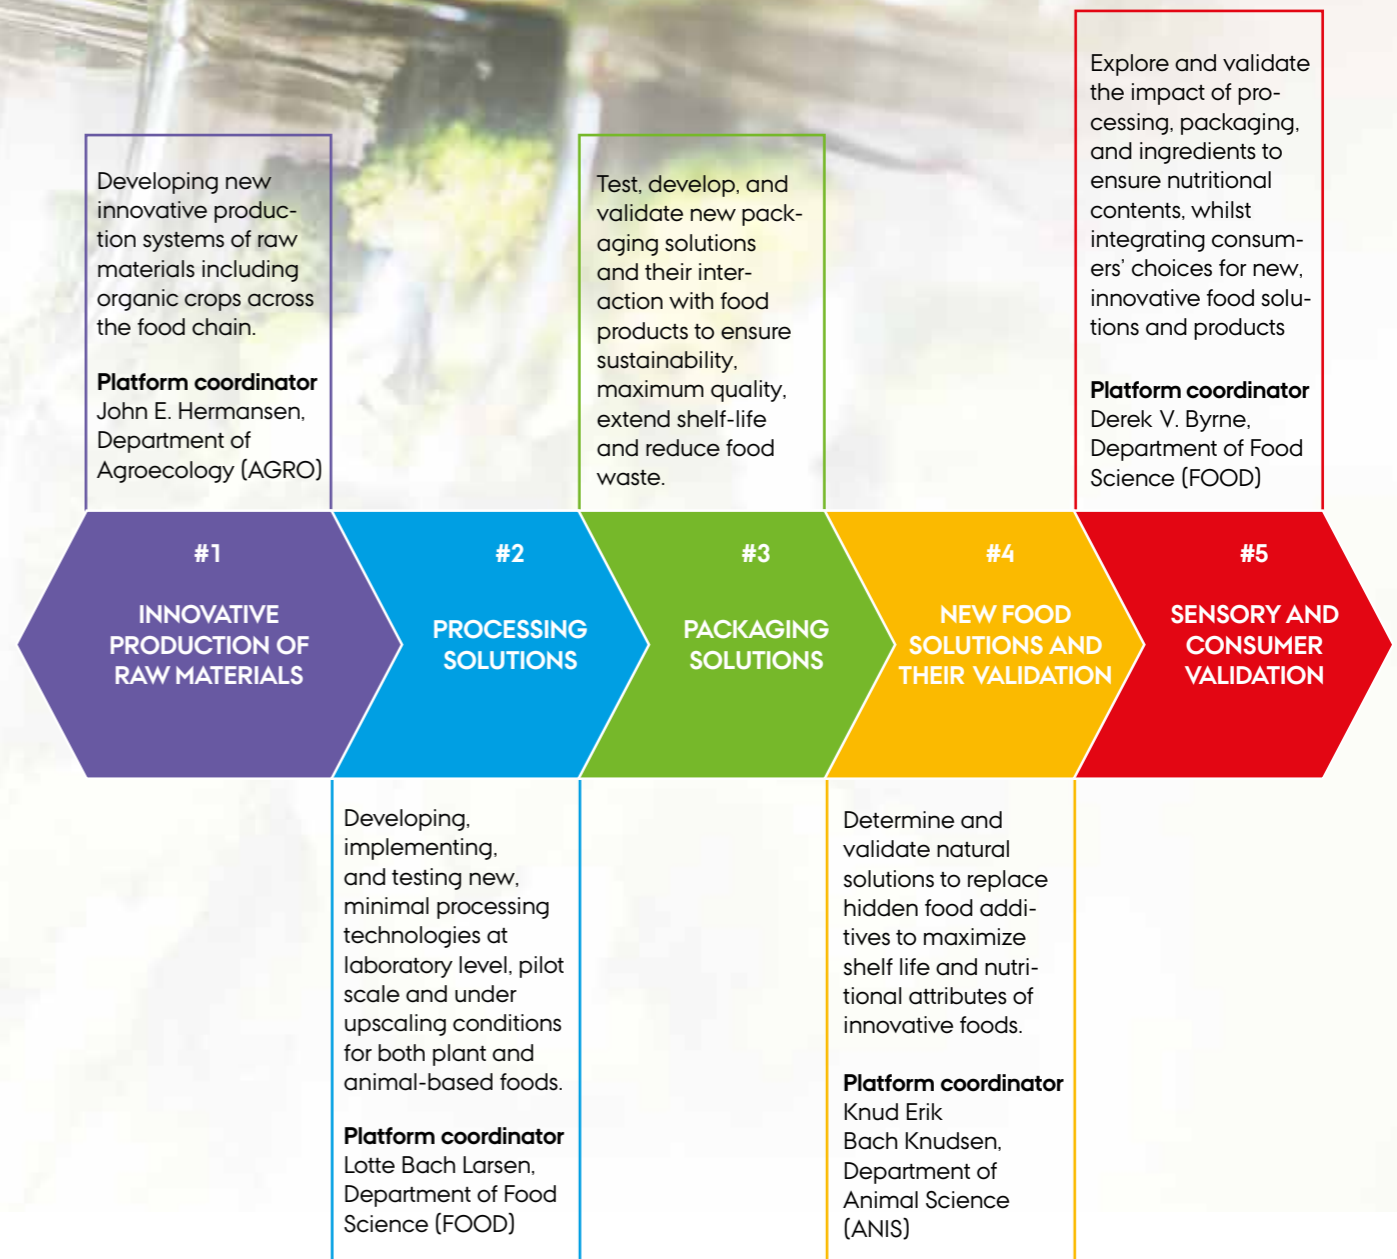 Developing new
innovative produc-
tion systems of raw
materials including
organic crops across
the food chain.
Platform coordinator
John E. Hermansen,
Department of
Agroecology (AGRO)
Test, develop, and
validate new pack-
aging solutions
and their inter-
action with food
products to ensure
sustainability,
maximum quality,
extend shelf-life
and reduce food
waste.
Explore and validate
the impact of pro-
cessing, packaging,
and ingredients to
ensure nutritional
contents, whilst
integrating consum-
ers' choices for new,
innovative food solu-
tions and products
Platform coordinator
Derek V. Byrne,
Department of Food
Science (FOOD)
#1
INNOVATIVE
PRODUCTION OF
RAW MATERIALS
#2
PROCESSING
SOLUTIONS
#3
PACKAGING
SOLUTIONS
#4
NEW FOOD
SOLUTIONS AND
THEIR VALIDATION
#5
SENSORY AND
CONSUMER
VALIDATION
Developing,
implementing,
and testing new,
minimal processing
technologies at
laboratory level, pilot
scale and under
upscaling conditions
for both plant and
animal-based foods.
Platform coordinator
Lotte Bach Larsen,
Department of Food
Science (FOOD)
Determine and
validate natural
solutions to replace
hidden food addi-
tives to maximize
shelf life and nutri-
tional attributes of
innovative foods.
Platform coordinator
Knud Erik
Bach Knudsen,
Department of
Animal Science
(ANIS)